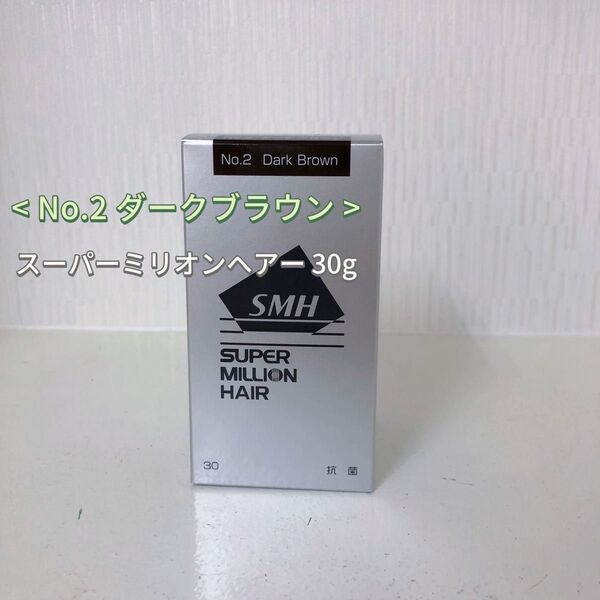 No.2 Dark Brown
< No.2 ダークブラウン >
スーパーミリオンヘアー 30g
SMH
SUPER
MILLION
HAIR
30 抗菌